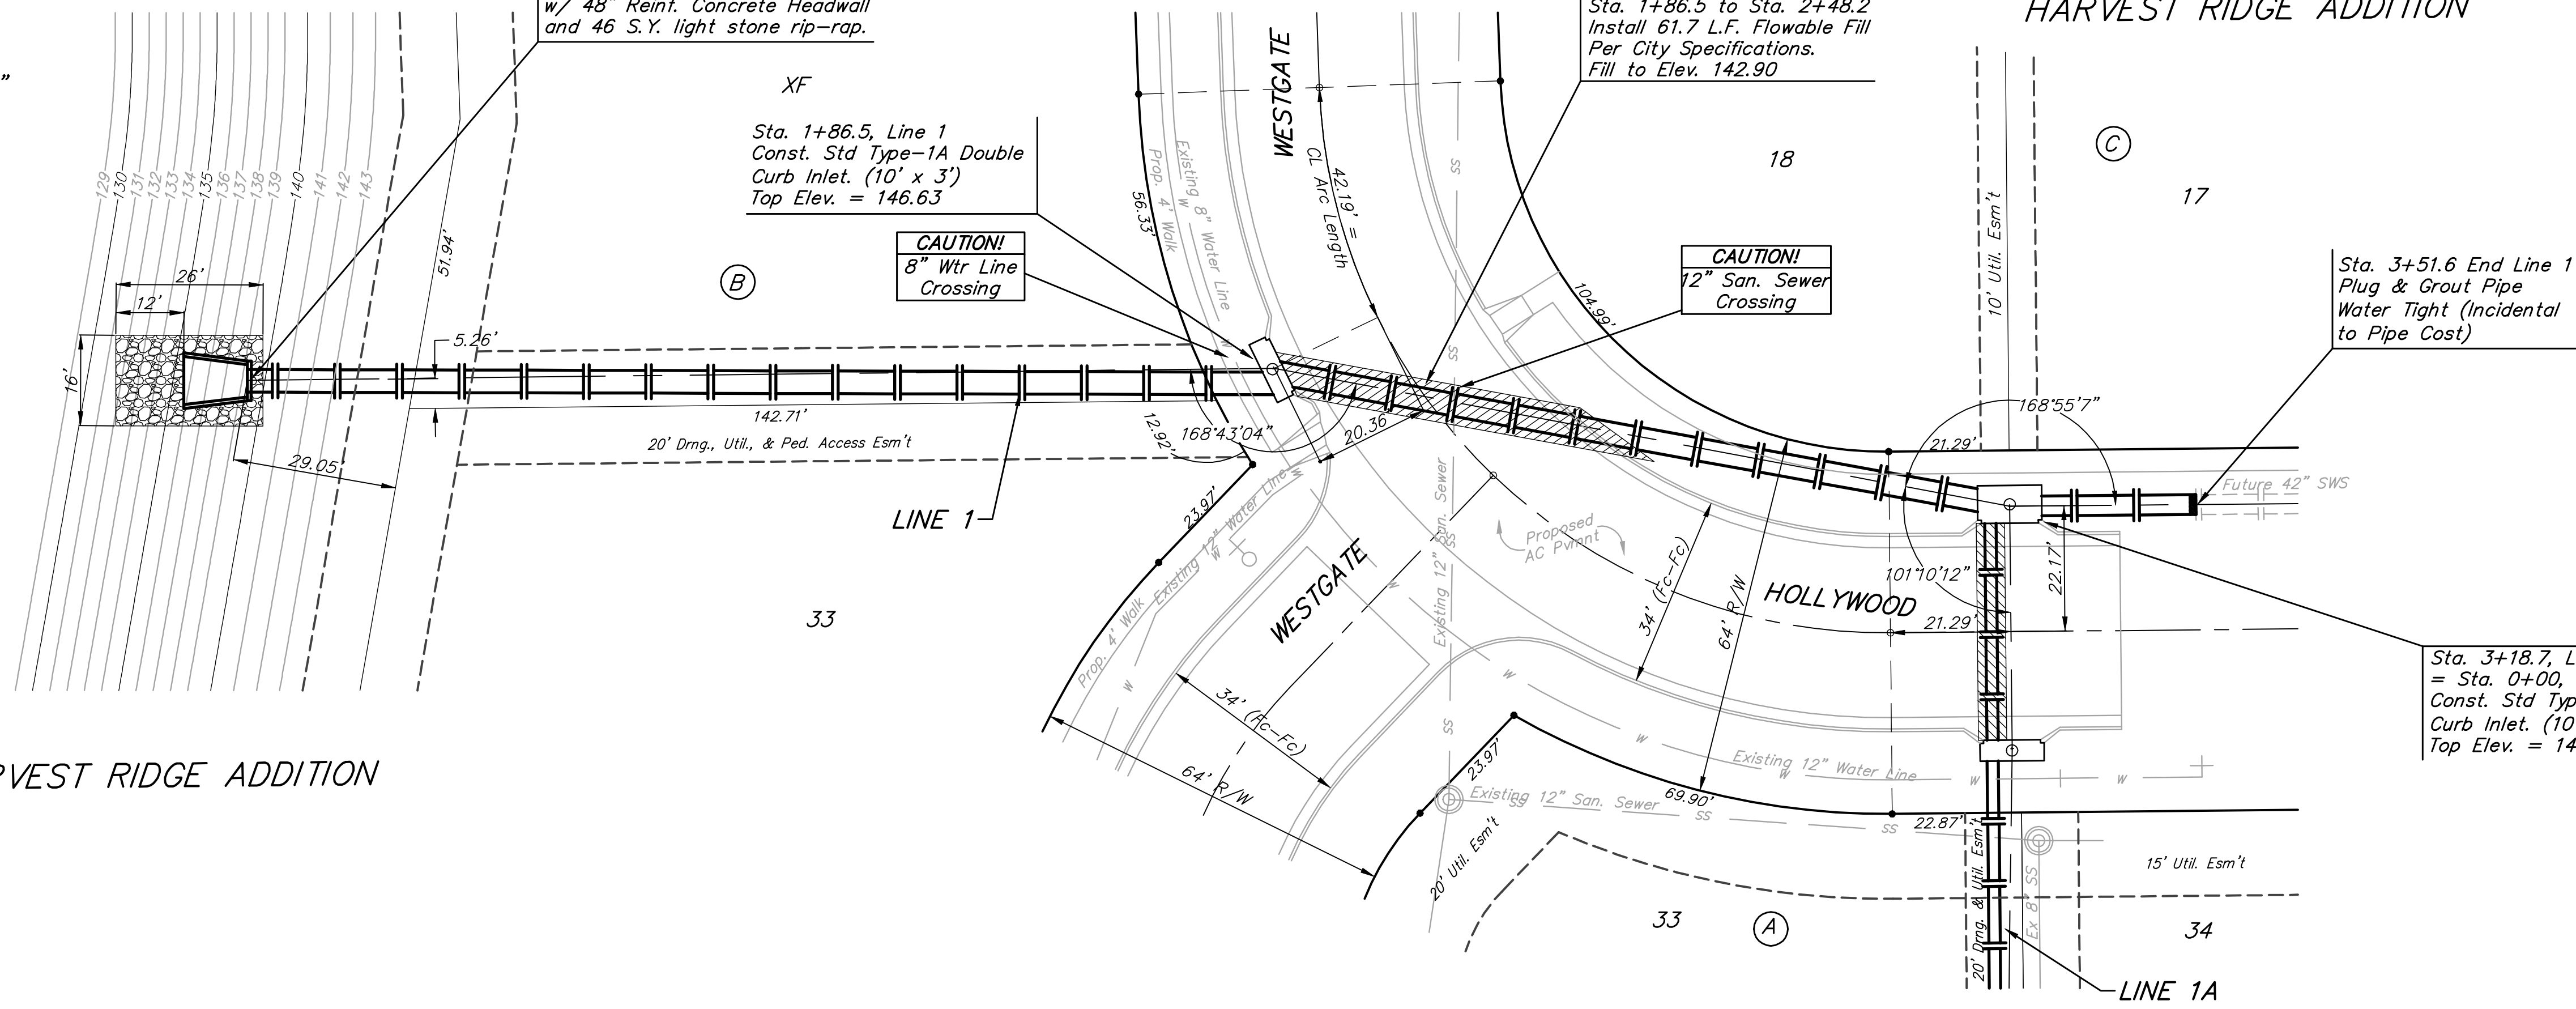 w/ 48" Reinf. Concrete Headwall
and 46 S.Y. light stone rip-rap.
Sta. 1+86.5 to Sta. 2+48.2
Install 61.7 L.F. Flowable Fill
Per City Specifications.
Fill to Elev. 142.90
HARVEST RIDGE ADDITION
"
XF
Sta. 1+86.5, Line 1
Const. Std Type-1A Double
Curb Inlet. (10' x 3')
Top Elev. = 146.63
CAUTION!
8" Wtr Line
Crossing
CAUTION!
12" San. Sewer
Crossing
WESTGATE
42.19' =
CL Arc Length
Existing 8" Water Line
W
Prop. 4' Walk
56.33'
SS
SS
SS
18
C
17
10' Util. Esm't
104.99'
Sta. 3+51.6 End Line 1
Plug & Grout Pipe
Water Tight (Incidental
to Pipe Cost)
129
130
131
132
133
134
135
136
137
138
139
140
141
142
143
51.94'
B
26'
12'
16'
5.26'
142.71'
20' Drng., Util., & Ped. Access Esm't
29.05'
LINE 1
12.92'
168°43'04"
20.36'
W
168°55'7"
21.29'
Future 42" SWS
23.97'
Existing 12" Water Line
W
W
Prop. 4' Walk
W
Existing 12" San. Sewer
SS
SS
Proposed
AC Pvmnt
WESTGATE
W
34' (Fc-Fc)
64' R/W
HOLLYWOOD
101°10'12"
22.17'
21.29'
33
34' (Fc-Fc)
64' R/W
W
W
Existing 12" Water Line
W
W
W
Sta. 3+18.7, L
= Sta. 0+00,
Const. Std Typ
Curb Inlet. (10
Top Elev. = 14
RVEST RIDGE ADDITION
23.97'
69.90'
Existing 12" San. Sewer
SS
SS
SS
22.87'
20' Util. Esm't
15' Util. Esm't
20' Drng. & Util. Esm't
Ex 8" SS
33
A
34
LINE 1A